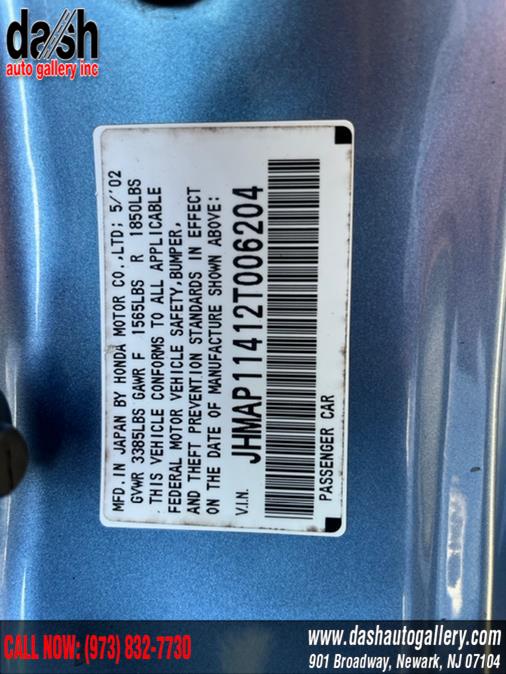 dash
auto gallery inc
MFD. IN JAPAN BY HONDA MOTOR CO.,LTD; 5/'02
GVWR 3385LBS GAWR F 1565LBS R 1850LBS
THIS VEHICLE CONFORMS TO ALL APPLICABLE
FEDERAL MOTOR VEHICLE SAFETY,BUMPER,
AND THEFT PREVENTION STANDARDS IN EFFECT
ON THE DATE OF MANUFACTURE SHOWN ABOVE:
V.I.N. JHMAP11412T006204
PASSENGER CAR
CALL NOW: (973) 832-7730
www.dashautogallery.com
901 Broadway, Newark, NJ 07104